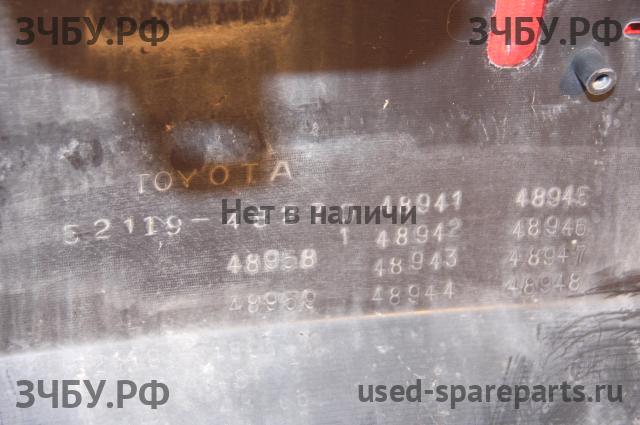 ЗЧБУ.РФ ЗЧБУ.РФ
TOYOTA
Нет в наличи
52119- 48941 48945
1 48942 48946
48958 48943 48947
48959 48944 48948
ЗЧБУ.РФ used-spareparts.ru